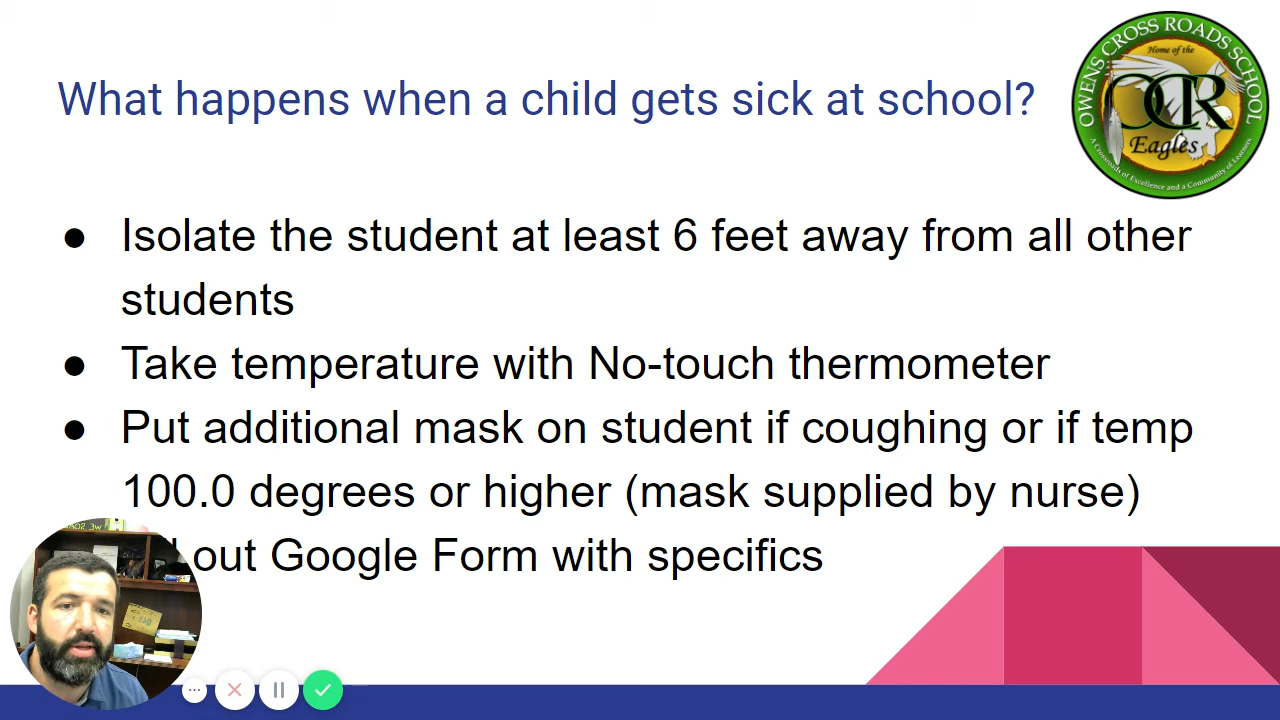 What happens when a child gets sick at school?
OWENS CROSS ROADS SCHOOL
Home of the
OCR
Eagles
A Crossroads of Excellence and a Community of Learners
● Isolate the student at least 6 feet away from all other
students
● Take temperature with No-touch thermometer
● Put additional mask on student if coughing or if temp
100.0 degrees or higher (mask supplied by nurse)
out Google Form with specifics